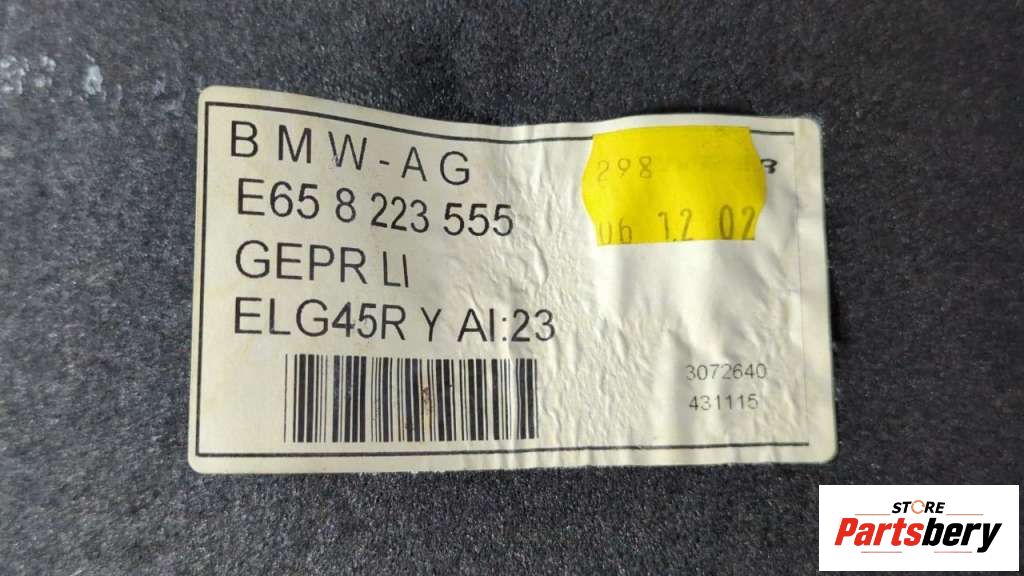 BMW-AG
E65 8 223 555
GEPR LI
ELG45R Y AI:23
298
06 12 02
3072640
431115
STORE
Partsbery